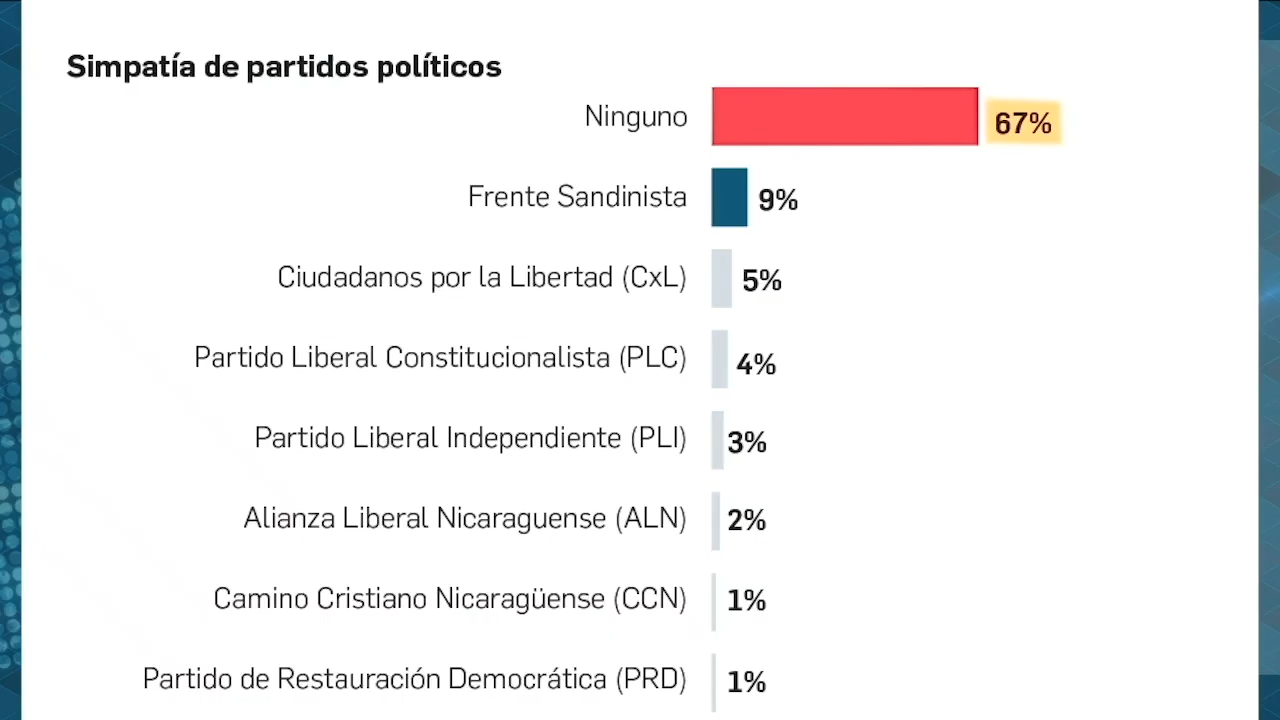 Simpatía de partidos políticos
Ninguno 67%
Frente Sandinista 9%
Ciudadanos por la Libertad (CxL) 5%
Partido Liberal Constitucionalista (PLC) 4%
Partido Liberal Independiente (PLI) 3%
Alianza Liberal Nicaraguense (ALN) 2%
Camino Cristiano Nicaragüense (CCN) 1%
Partido de Restauración Democrática (PRD) 1%